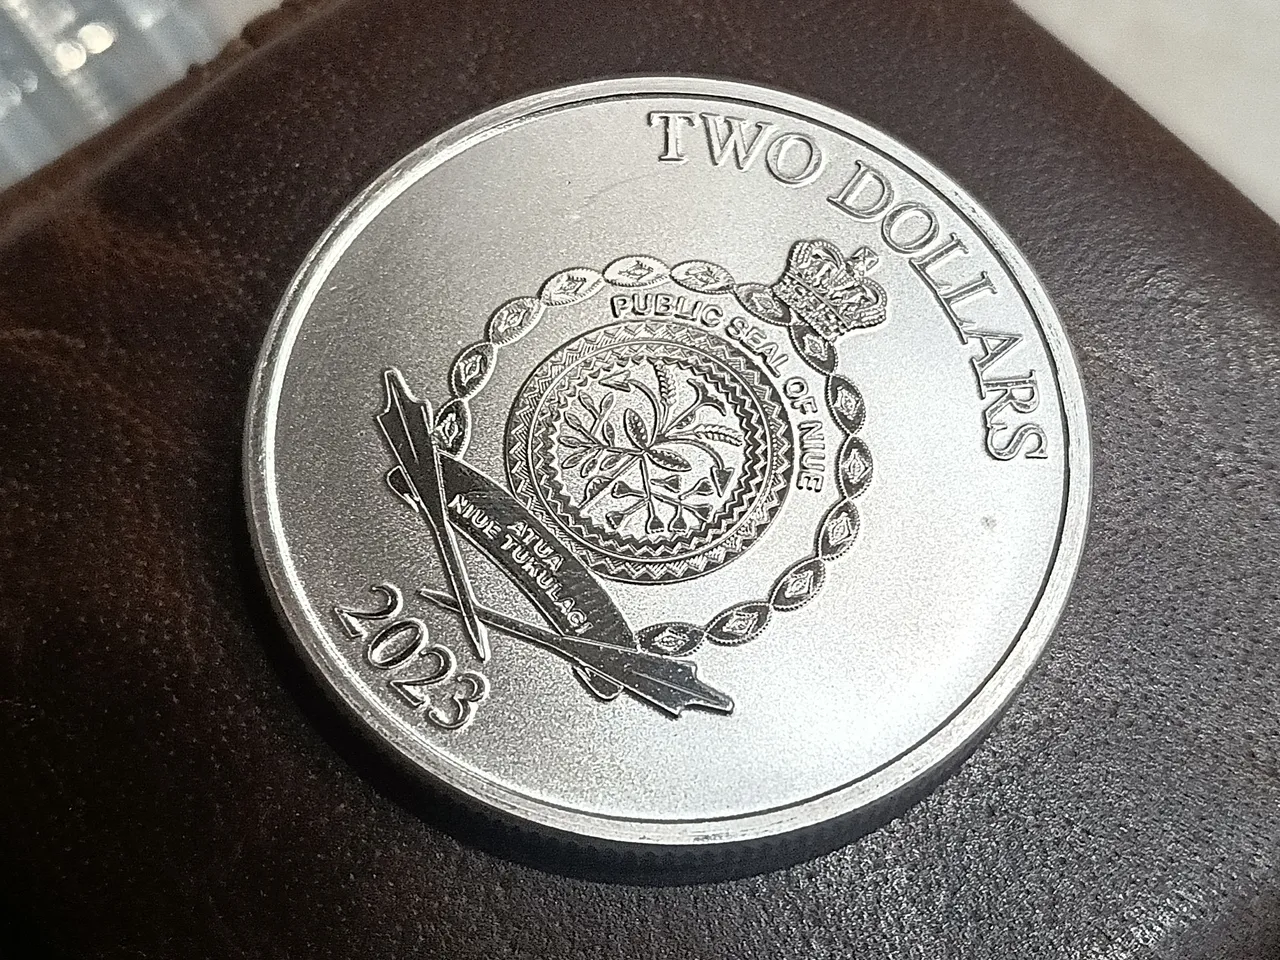 TWO DOLLARS
PUBLIC SEAL OF NIUE
ATUA
NIUE TUKULAGI
2023